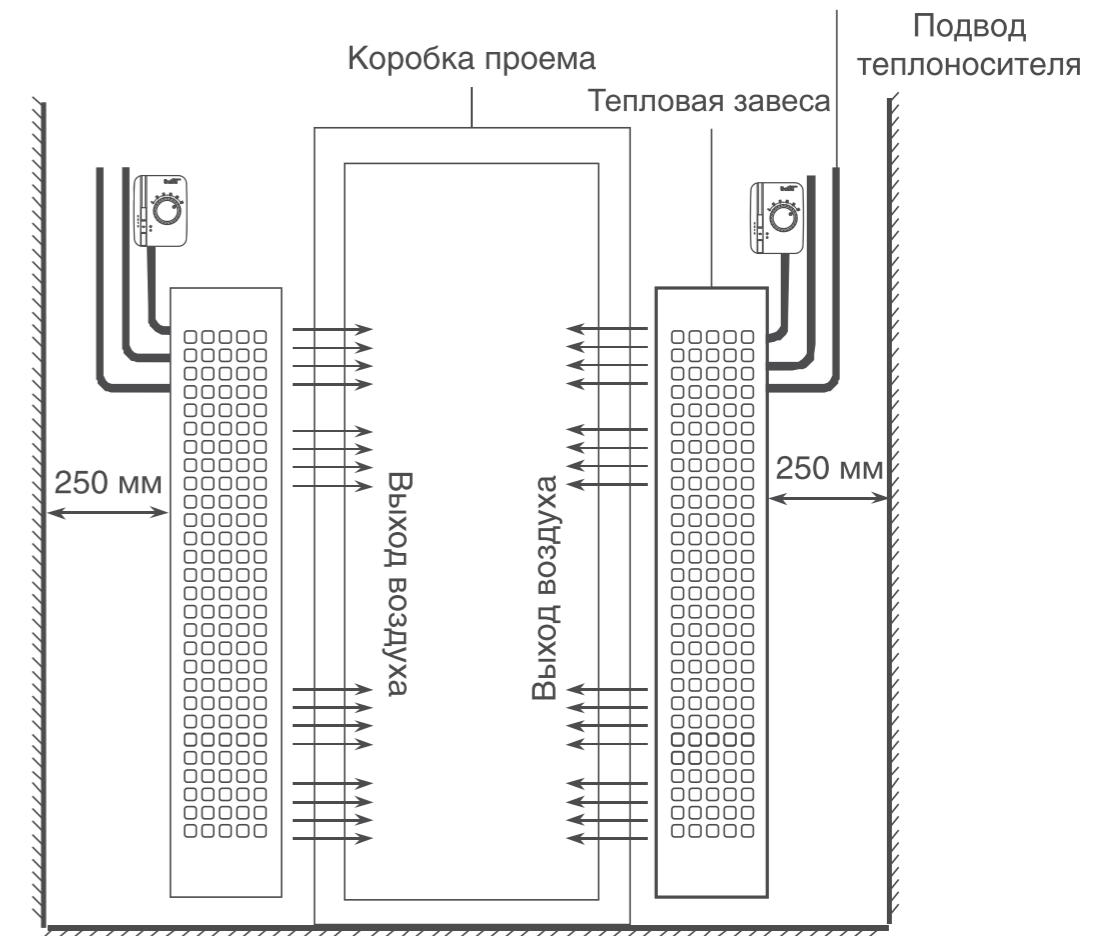 Подвод
теплоносителя
Коробка проема
Тепловая завеса
250 мм
250 мм
Выход воздуха
Выход воздуха